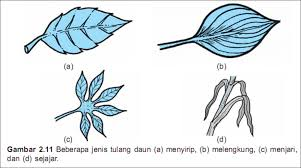 (a)
(b)
(c)
(d)
Gambar 2.11 Beberapa jenis tulang daun (a) menyirip, (b) melengkung, (c) menjari,
dan (d) sejajar.